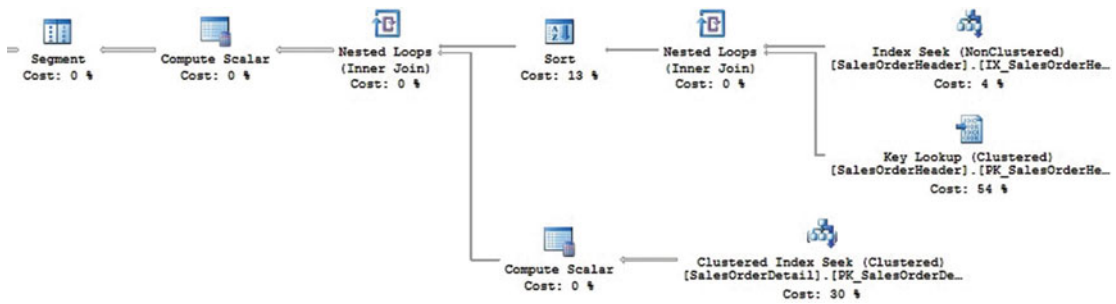 Segment
Cost: 0 %
Compute Scalar
Cost: 0 %
Nested Loops
(Inner Join)
Cost: 0 %
Sort
Cost: 13 %
Nested Loops
(Inner Join)
Cost: 0 %
Index Seek (NonClustered)
[SalesOrderHeader].[IX_SalesOrderHe…
Cost: 4 %
Key Lookup (Clustered)
[SalesOrderHeader].[PK_SalesOrderHe…
Cost: 54 %
Compute Scalar
Cost: 0 %
Clustered Index Seek (Clustered)
[SalesOrderDetail].[PK_SalesOrderDe…
Cost: 30 %